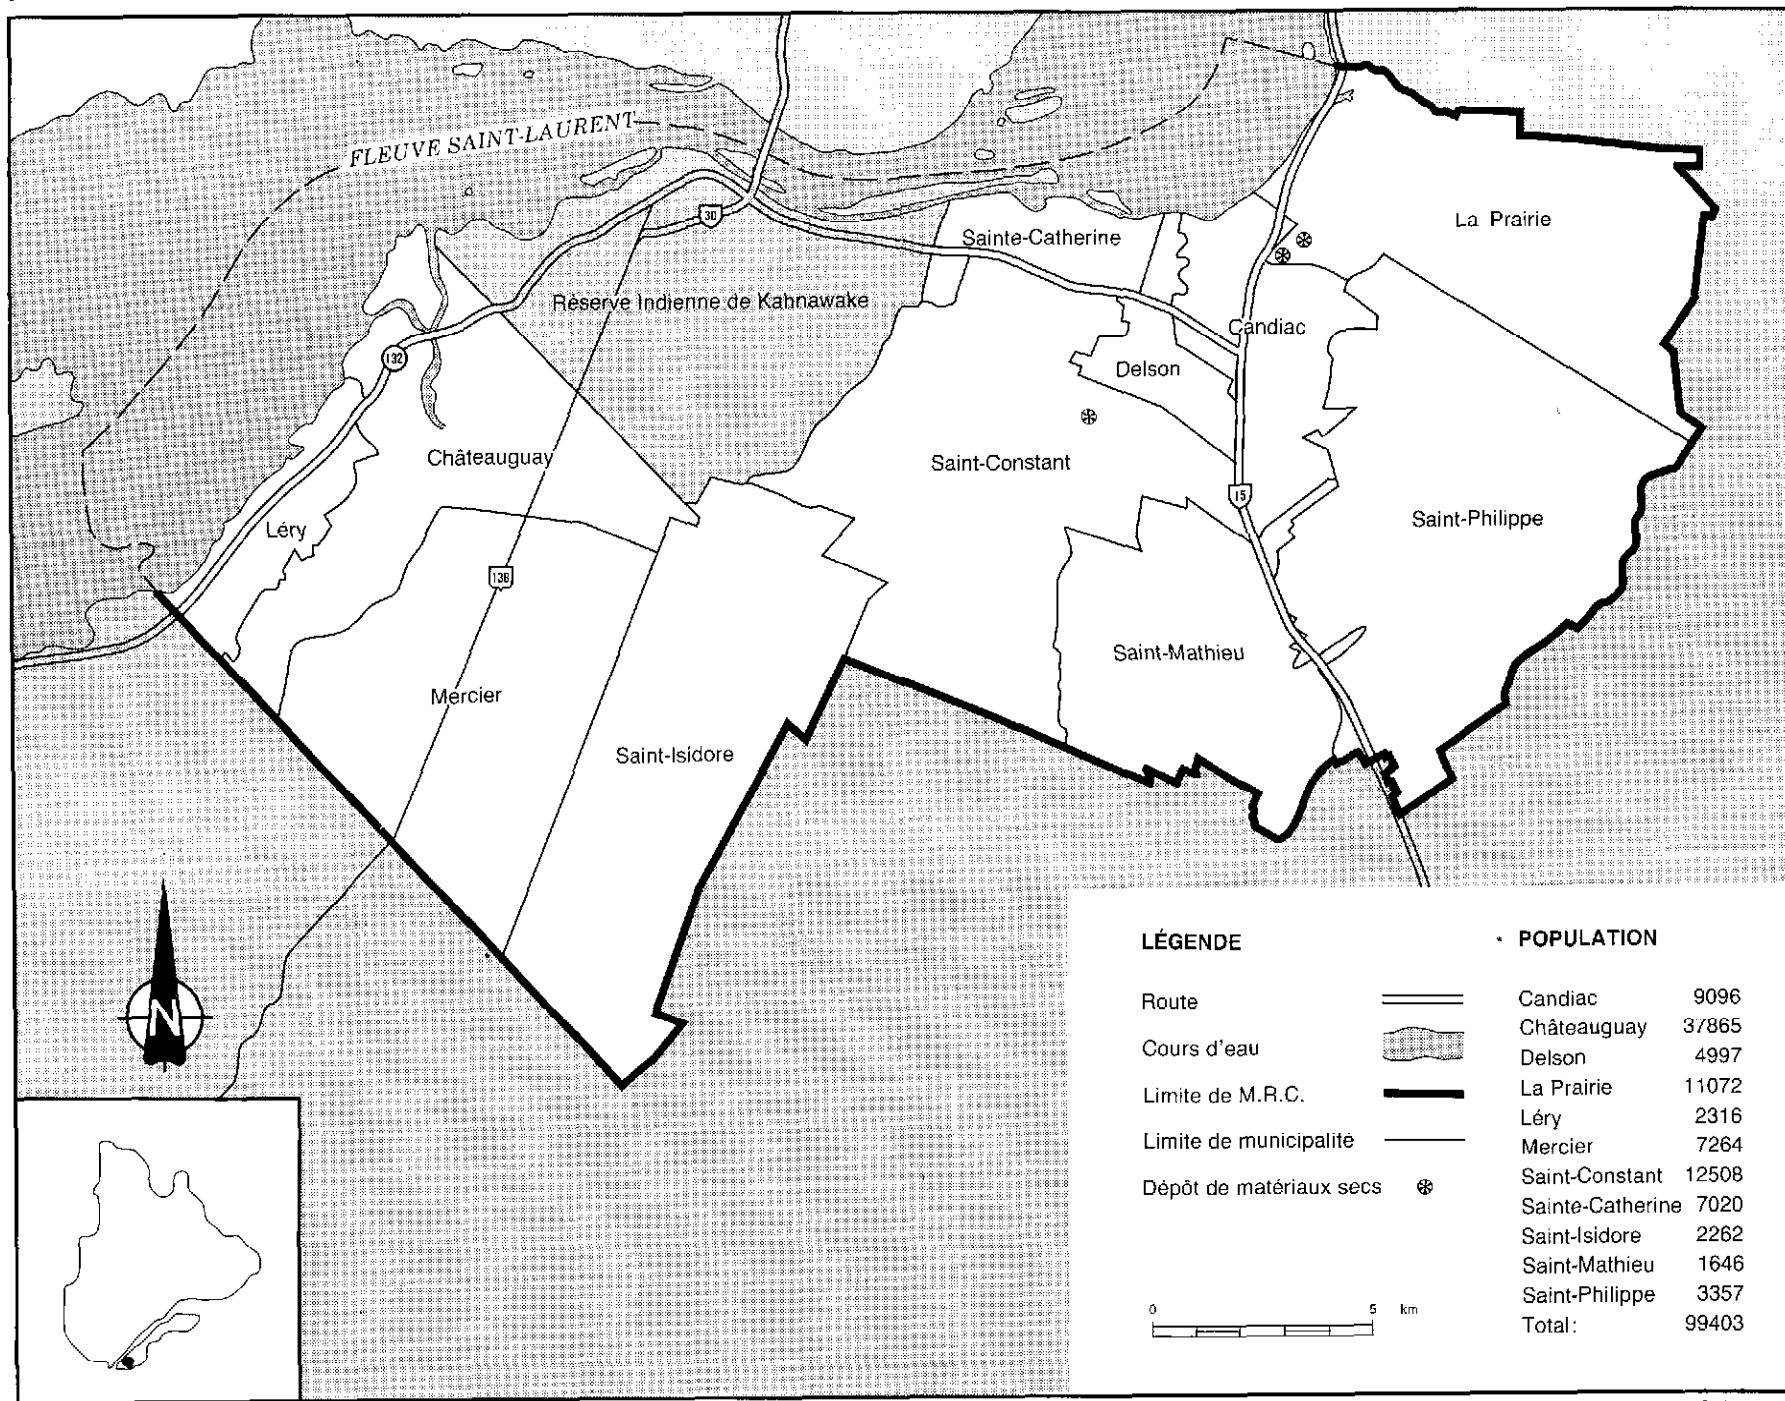 FLEUVE SAINT-LAURENT
30
La Prairie
Sainte-Catherine
Réserve Indienne de Kahnawake
Candiac
132
Delson
Châteauguay
Saint-Constant
15
Saint-Philippe
Léry
138
Saint-Mathieu
Mercier
Saint-Isidore
N
LÉGENDE
Route
Cours d'eau
Limite de M.R.C.
Limite de municipalité
Dépôt de matériaux secs
0 5 km
POPULATION
Candiac 9096
Châteauguay 37865
Delson 4997
La Prairie 11072
Léry 2316
Mercier 7264
Saint-Constant 12508
Sainte-Catherine 7020
Saint-Isidore 2262
Saint-Mathieu 1646
Saint-Philippe 3357
Total: 99403